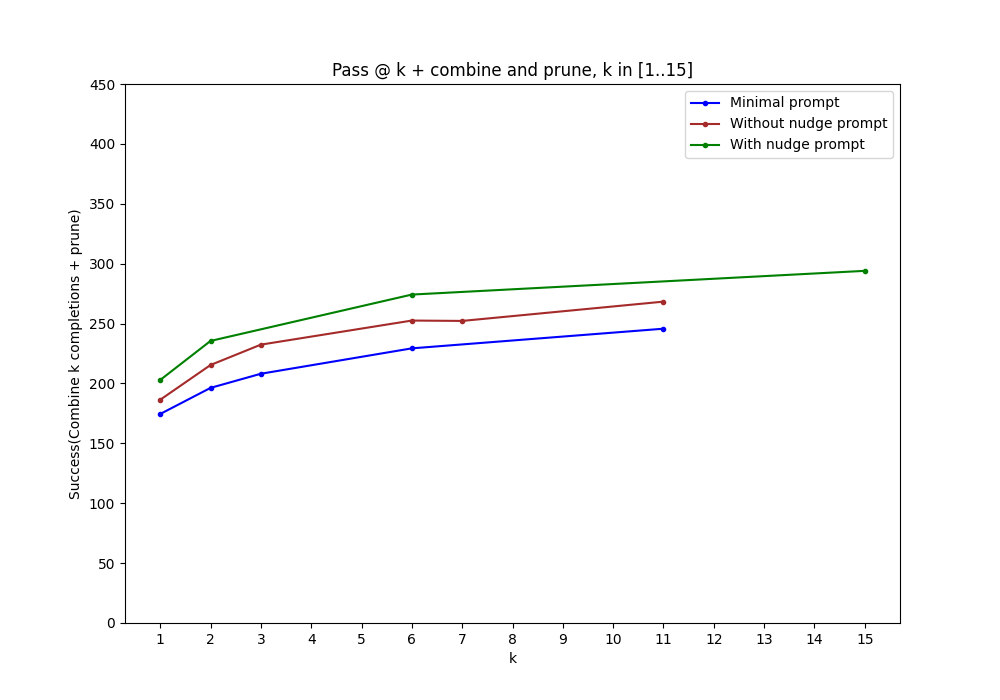 Pass @ k + combine and prune, k in [1..15]
450
400
350
300
250
200
150
100
50
0
Success(Combine k completions + prune)
Minimal prompt
Without nudge prompt
With nudge prompt
1 2 3 4 5 6 7 8 9 10 11 12 13 14 15
k